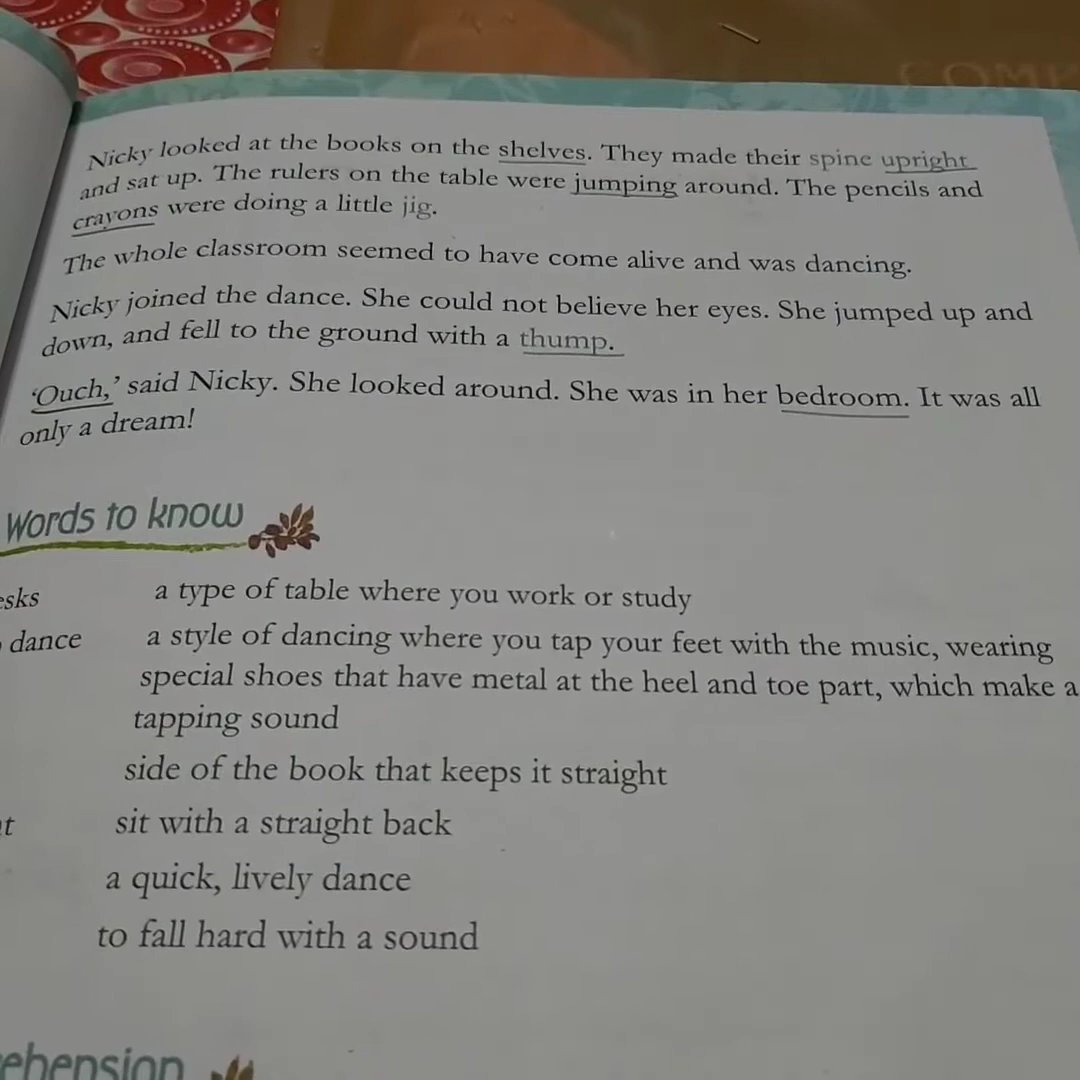 Nicky looked at the books on the shelves. They made their spine upright
and sat up. The rulers on the table were jumping around. The pencils and
crayons were doing a little jig.
The whole classroom seemed to have come alive and was dancing.
Nicky joined the dance. She could not believe her eyes. She jumped up and
down, and fell to the ground with a thump.
‘Ouch,’ said Nicky. She looked around. She was in her bedroom. It was all
only a dream!
Words to know
a type of table where you work or study
dance a style of dancing where you tap your feet with the music, wearing
special shoes that have metal at the heel and toe part, which make a
tapping sound
side of the book that keeps it straight
sit with a straight back
a quick, lively dance
to fall hard with a sound